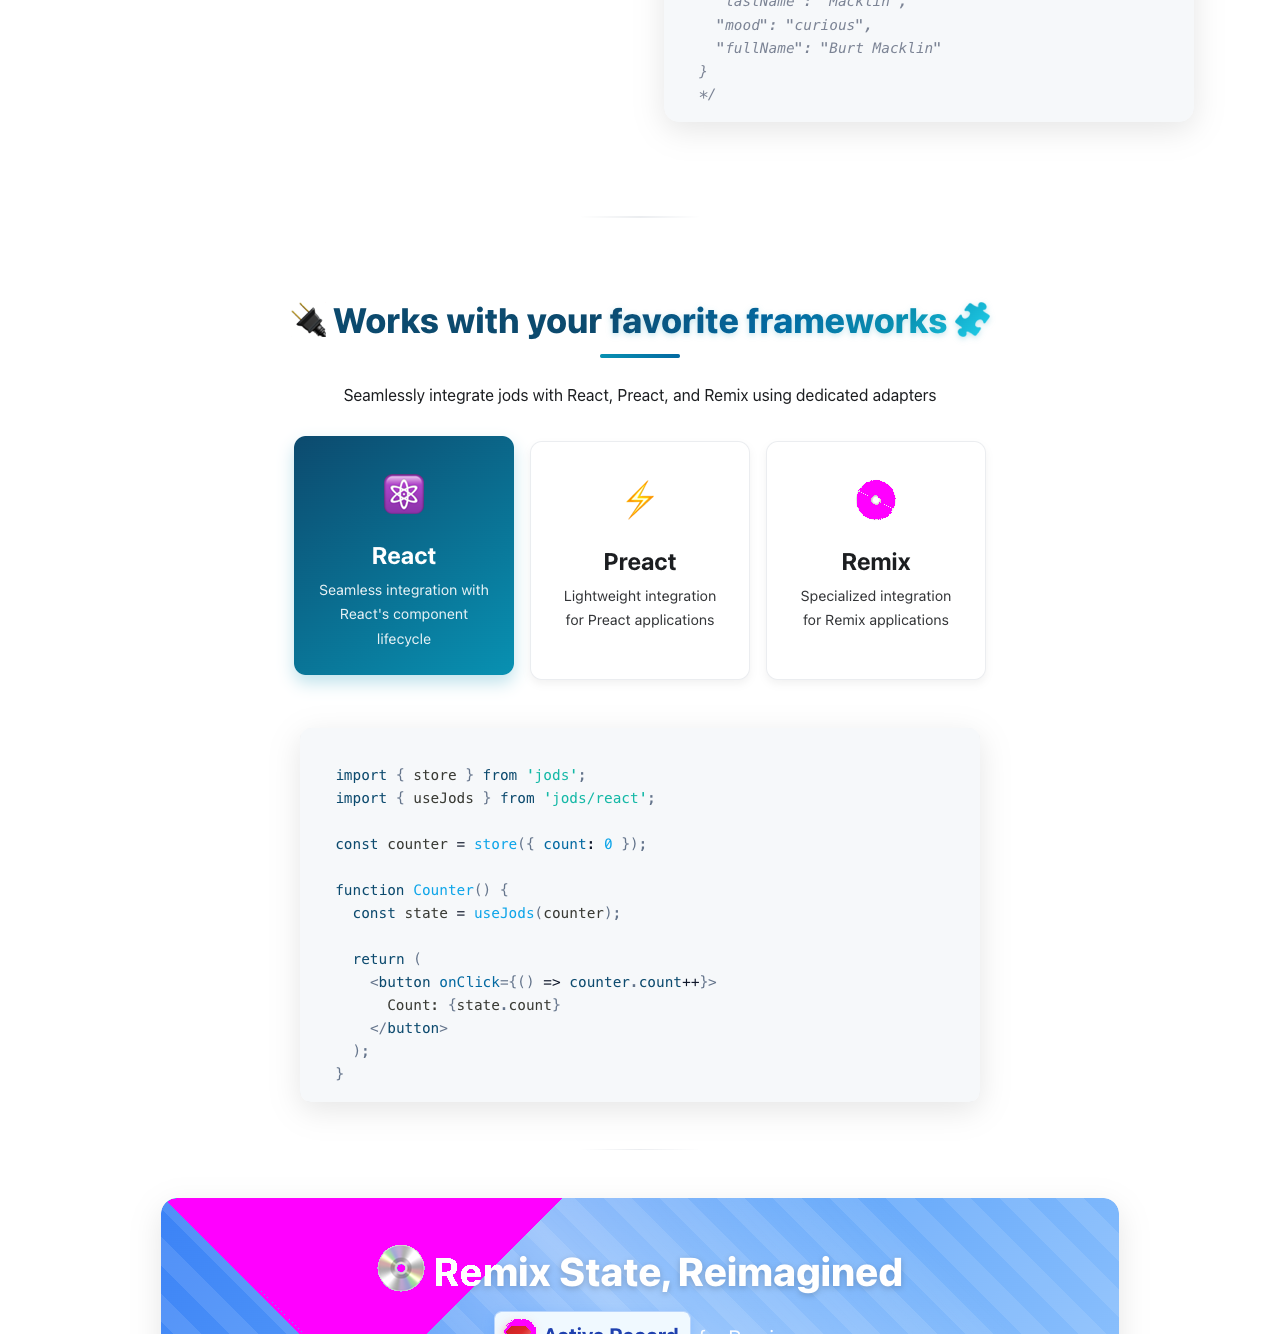 "lastName": "Macklin",
"mood": "curious",
"fullName": "Burt Macklin"
}
*/
Works with your favorite frameworks
Seamlessly integrate jods with React, Preact, and Remix using dedicated adapters
React
Seamless integration with
React's component
lifecycle
Preact
Lightweight integration
for Preact applications
Remix
Specialized integration
for Remix applications
import { store } from 'jods';
import { useJods } from 'jods/react';
const counter = store({ count: 0 });
function Counter() {
const state = useJods(counter);
return (
<button onClick={() => counter.count++}>
Count: {state.count}
</button>
);
}
Remix State, Reimagined
Active Record for Remix